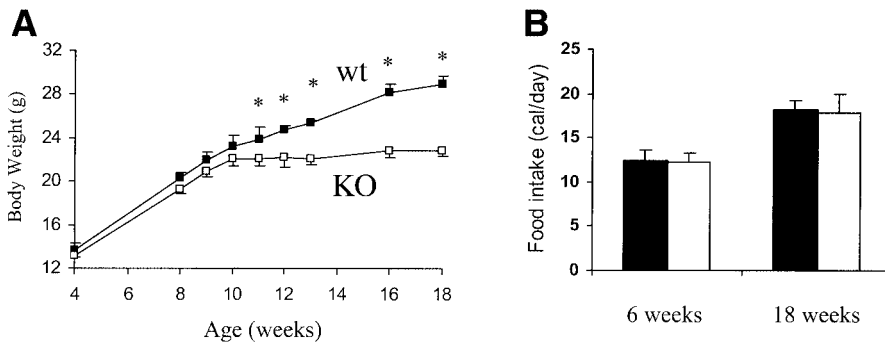 A
Body Weight (g)
32
28
24
20
16
12
wt
* * * * *
KO
4 6 8 10 12 14 16 18
Age (weeks)
B
Food intake (cal/day)
25
20
15
10
5
0
6 weeks 18 weeks